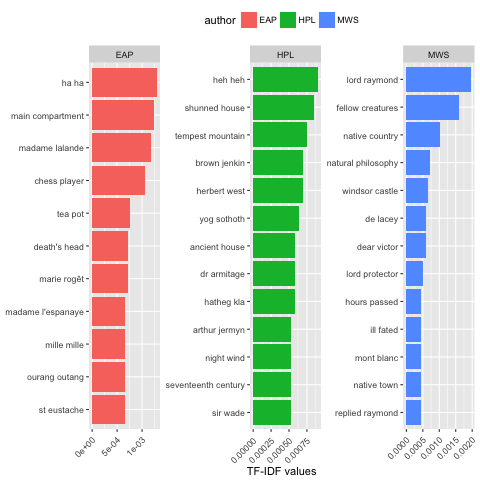 author EAP HPL MWS
EAP
ha ha
main compartment
madame lalande
chess player
tea pot
death's head
marie rogêt
madame l'espanaye
mille mille
ourang outang
st eustache
0e+00 5e-04 1e-03
HPL
heh heh
shunned house
tempest mountain
brown jenkin
herbert west
yog sothoth
ancient house
dr armitage
hatheg kla
arthur jermyn
night wind
seventeenth century
sir wade
0.00000 0.00025 0.00050 0.00075
MWS
lord raymond
fellow creatures
native country
natural philosophy
windsor castle
de lacey
dear victor
lord protector
hours passed
ill fated
mont blanc
native town
replied raymond
0.0000 0.0005 0.0010 0.0015 0.0020
TF-IDF values